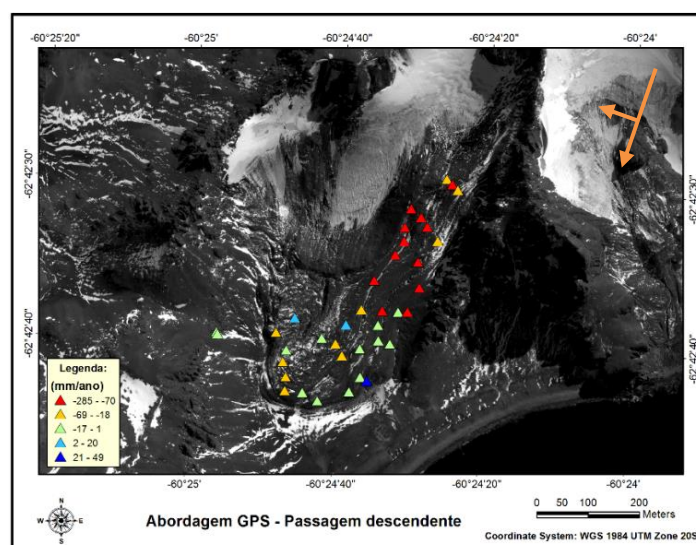 -60°25'20"
-60°25'
-60°24'40"
-60°24'20"
-60°24'
-62°42'30"
-62°42'30"
-62°42'40"
-62°42'40"
Legenda:
(mm/ano)
-285 - -70
-69 - -18
-17 - 1
2 - 20
21 - 49
-60°25'
-60°24'40"
-60°24'20"
-60°24'
N
W E
S
Abordagem GPS - Passagem descendente
0 50 100 200
Meters
Coordinate System: WGS 1984 UTM Zone 20S